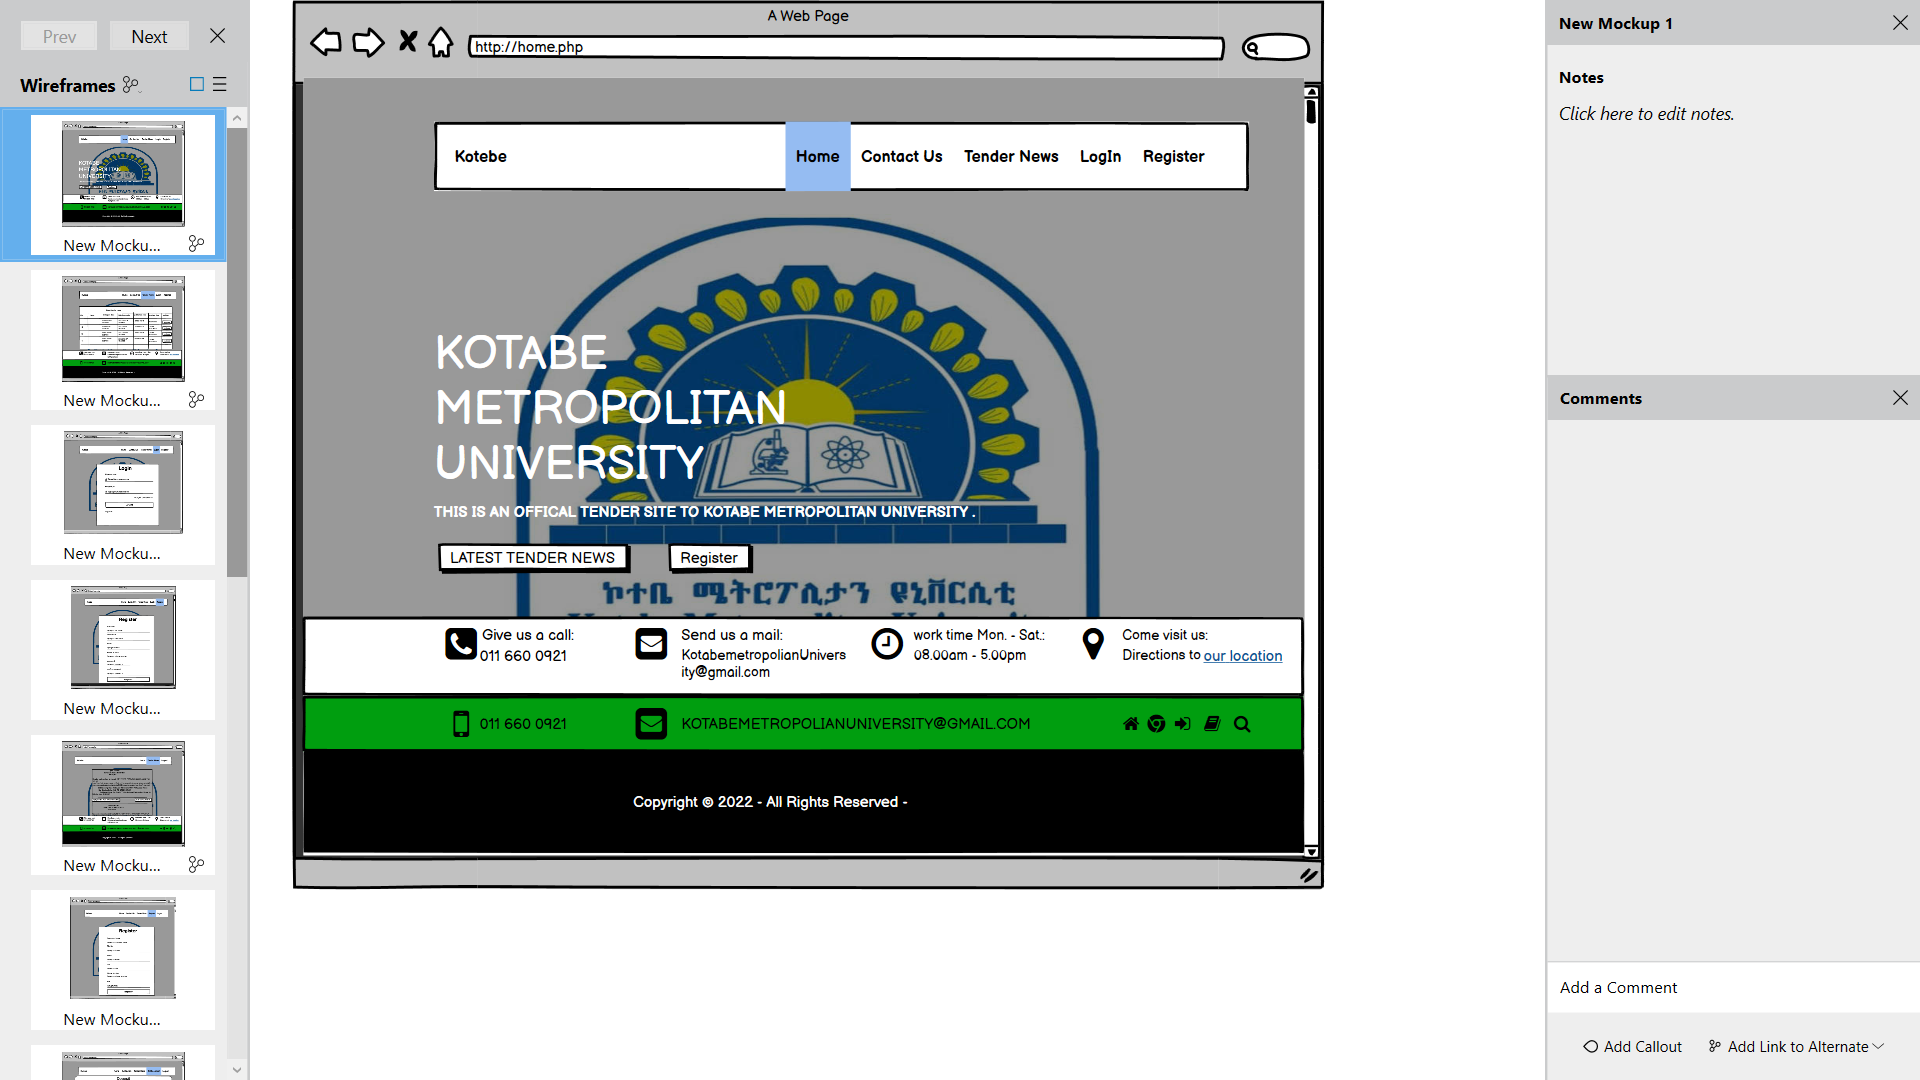 Prev
Next
Wireframes
New Mocku...
New Mocku...
Login
New Mocku...
Register
New Mocku...
New Mocku...
Register
New Mocku...
A Web Page
http://home.php
Kotebe
Home
Contact Us
Tender News
LogIn
Register
KOTABE
METROPOLITAN
UNIVERSITY
THIS IS AN OFFICAL TENDER SITE TO KOTABE METROPOLITAN UNIVERSITY .
LATEST TENDER NEWS
Register
ኮተቤ ሜትሮፖሊታን ዩኒቨርሲቲ
Give us a call:
011 660 0921
Send us a mail:
KotabemetropolianUnivers
ity@gmail.com
work time Mon. - Sat.:
08.00am - 5.00pm
Come visit us:
Directions to our location
011 660 0921
KOTABEMETROPOLIANUNIVERSITY@GMAIL.COM
Copyright © 2022 - All Rights Reserved -
New Mockup 1
Notes
Click here to edit notes.
Comments
Add a Comment
Add Callout
Add Link to Alternate